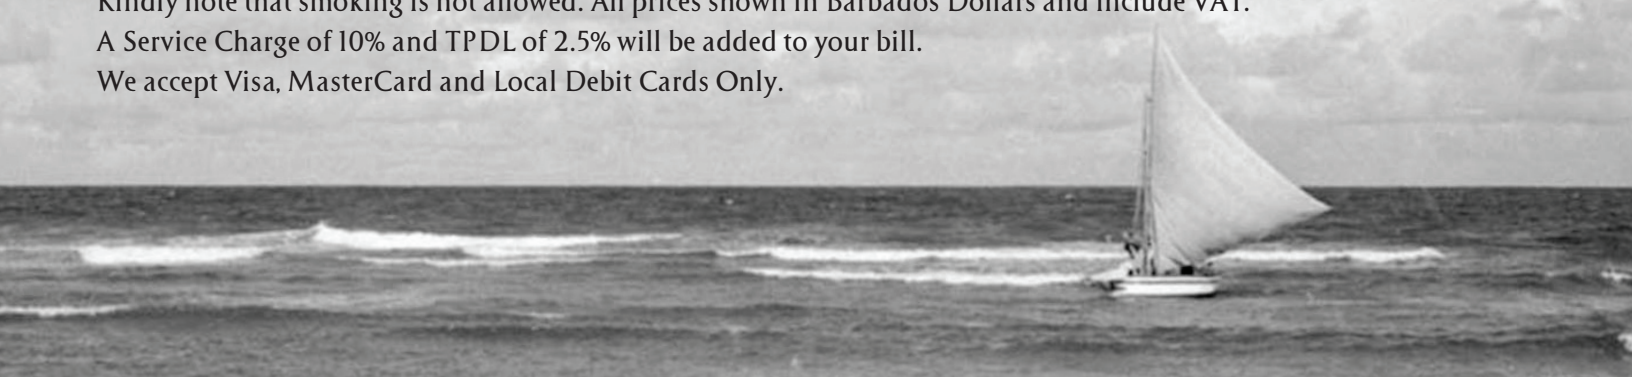 Kindly note that smoking is not allowed. All prices shown in Barbados Dollars and include VAT.
A Service Charge of 10% and TPDL of 2.5% will be added to your bill.
We accept Visa, MasterCard and Local Debit Cards Only.